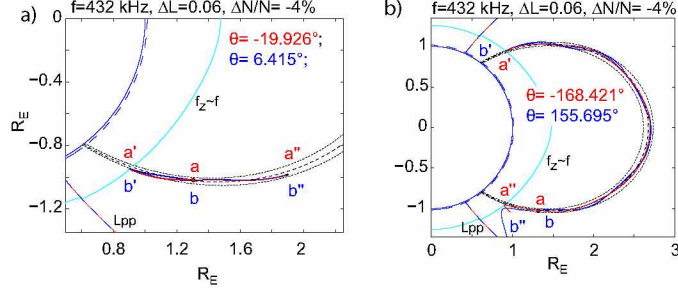 f=432 kHz, ΔL=0.06, ΔN/N= -4%
a)
θ= -19.926°;
θ= 6.415°;
f_z~f
a' a a''
b' b b''
Lpp
0
−0.4
−0.8
−1.2
0.8 1.2 1.6 2
R_E
R_E
f=432 kHz, ΔL=0.06, ΔN/N= -4%
b)
b'
a'
θ= -168.421°
θ= 155.695°
f_z~f
a'' a
b'' b
Lpp
1
0.5
0
−0.5
−1
0 1 2 3
R_E